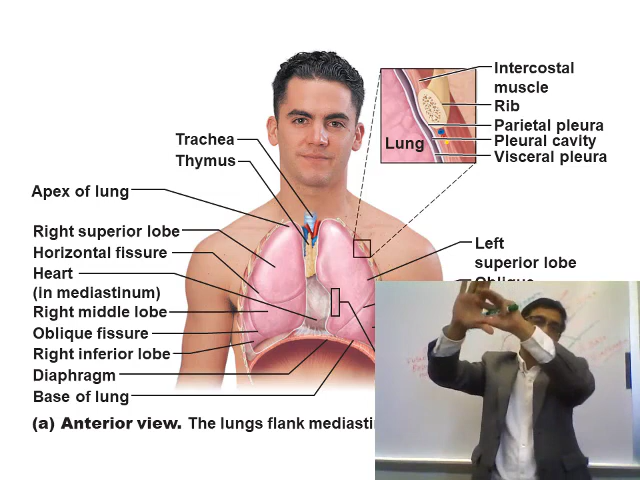 Intercostal
muscle
Rib
Parietal pleura
Pleural cavity
Visceral pleura
Lung
Trachea
Thymus
Apex of lung
Right superior lobe
Horizontal fissure
Heart
(in mediastinum)
Right middle lobe
Oblique fissure
Right inferior lobe
Diaphragm
Base of lung
Left
superior lobe
Oblique
(a) Anterior view. The lungs flank mediasti